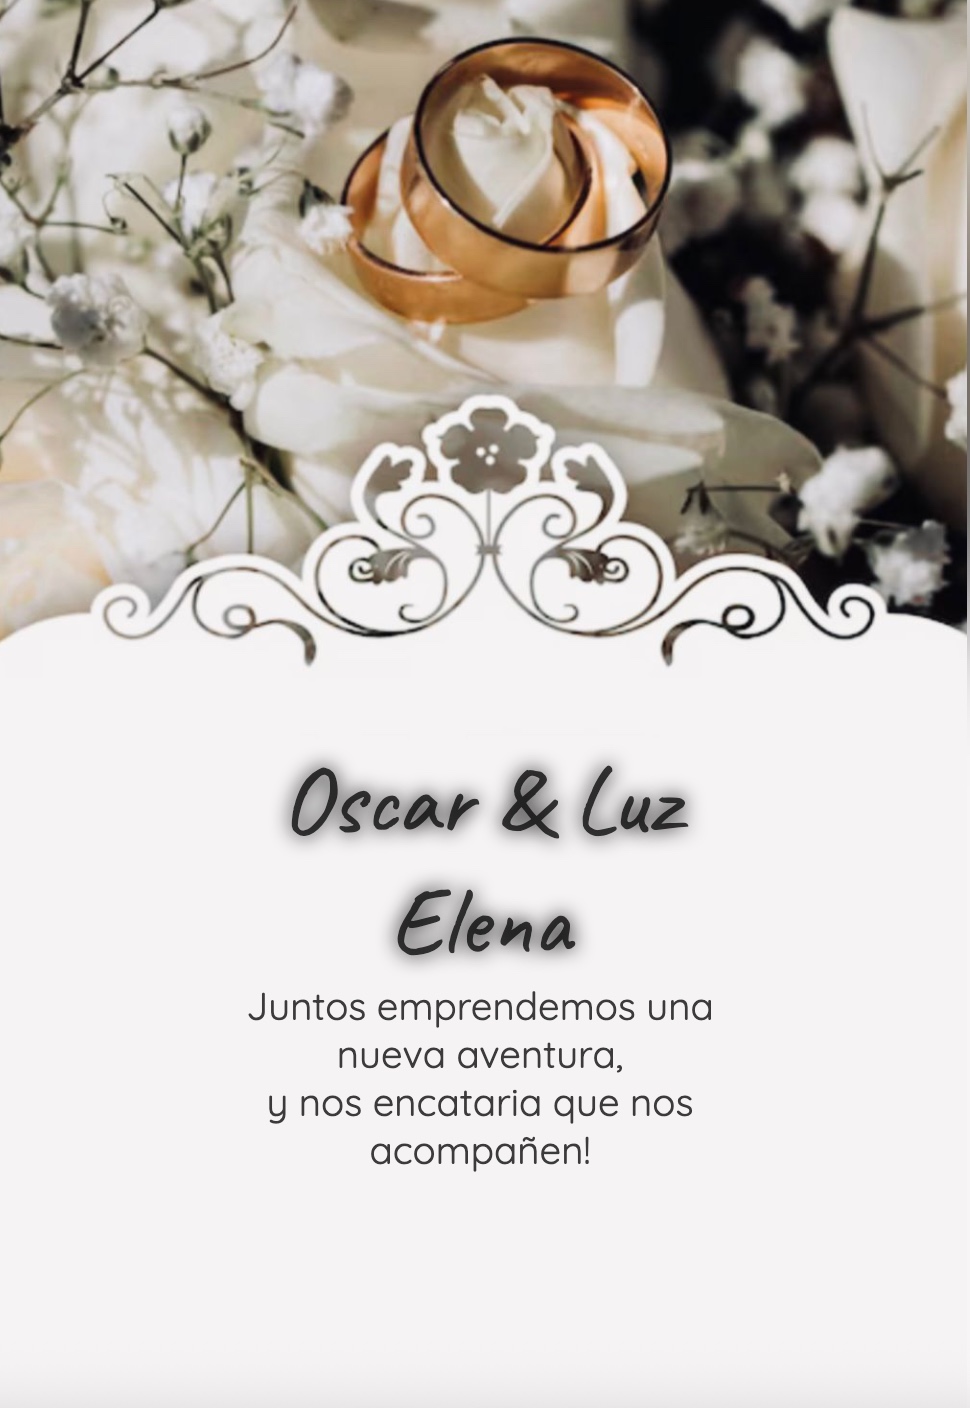 Oscar & Luz
Elena
Juntos emprendemos una
nueva aventura,
y nos encataria que nos
acompañen!